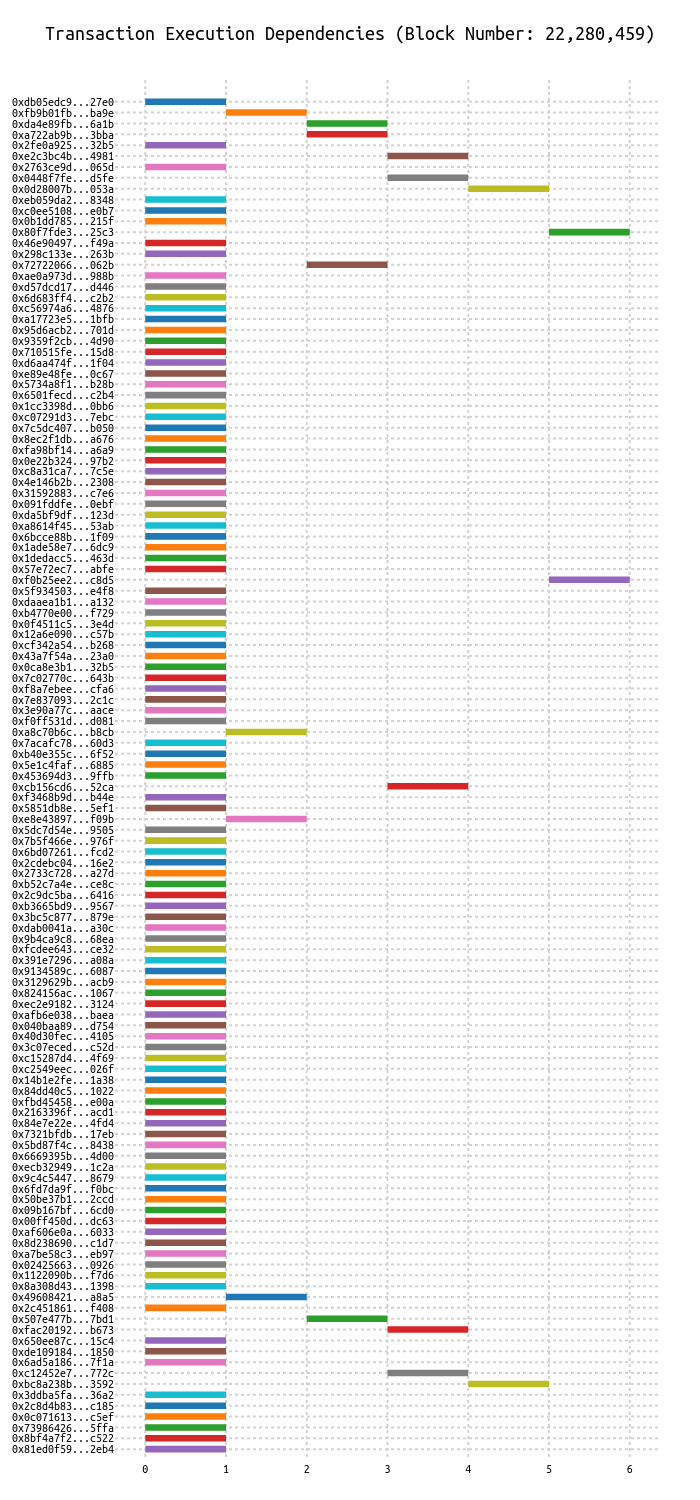 Transaction Execution Dependencies (Block Number: 22,280,459)
0xdb05edc9...27e0
0xfb9b01fb...ba9e
0xda4e89fb...6a1b
0xa722ab9b...3bba
0x2fe0a925...32b5
0xe2c3bc4b...4981
0x2763ce9d...065d
0x0448f7fe...d5fe
0x0d28007b...053a
0xeb059da2...8348
0xc0ee5108...e0b7
0x0b1dd785...215f
0x80f7fde3...25c3
0x46e90497...f49a
0x298c133e...263b
0x72722066...062b
0xae0a973d...988b
0xd57dcd17...d446
0x6d683ff4...c2b2
0xc56974a6...4876
0xa17723e5...1bfb
0x95d6acb2...701d
0x9359f2cb...4d90
0x710515fe...15d8
0xd6aa474f...1f04
0xe89e48fe...0c67
0x5734a8f1...b28b
0x6501fecd...c2b4
0x1cc3398d...0bb6
0xc07291d3...7ebc
0x7c5dc407...b050
0x8ec2f1db...a676
0xfa98bf14...a6a9
0x0e22b324...97b2
0xc8a31ca7...7c5e
0x4e146b2b...2308
0x31592883...c7e6
0x091fddfe...0ebf
0xda5bf9df...123d
0xa8614f45...53ab
0x6bcce88b...1f09
0x1ade58e7...6dc9
0x1dedacc5...463d
0x57e72ec7...abfe
0xf0b25ee2...c8d5
0x5f934503...e4f8
0xdaaea1b1...a132
0xb4770e00...f729
0x0f4511c5...3e4d
0x12a6e090...c57b
0xcf342a54...b268
0x43a7f54a...23a0
0x0ca8e3b1...32b5
0x7c02770c...643b
0xf8a7ebee...cfa6
0x7e837093...2c1c
0x3e90a77c...aace
0xf0ff531d...d081
0xa8c70b6c...b8cb
0x7acafc78...60d3
0xb40e355c...6f52
0x5e1c4faf...6885
0x453694d3...9ffb
0xcb156cd6...52ca
0xf3468b9d...b44e
0x5851db8e...5ef1
0xe8e43897...f09b
0x5dc7d54e...9505
0x7b5f466e...976f
0x6bd07261...fcd2
0x2cdebc04...16e2
0x2733c728...a27d
0xb52c7a4e...ce8c
0x2c9dc5ba...6416
0xb3665bd9...9567
0x3bc5c877...879e
0xdab0041a...a30c
0x9b4ca9c8...68ea
0xfcdee643...ce32
0x391e7296...a08a
0x9134589c...6087
0x3129629b...acb9
0x824156ac...1067
0xec2e9182...3124
0xafb6e038...baea
0x040baa89...d754
0x40d30fec...4105
0x3c07eced...c52d
0xc15287d4...4f69
0xc2549eec...026f
0x14b1e2fe...1a38
0x84dd40c5...1022
0xfbd45458...e00a
0x2163396f...acd1
0x84e7e22e...4fd4
0x7321bfdb...17eb
0x5bd87f4c...8438
0x6669395b...4d00
0xecb32949...1c2a
0x9c4c5447...8679
0x6fd7da9f...f0bc
0x50be37b1...2ccd
0x09b167bf...6cd0
0x00ff450d...dc63
0xaf606e0a...6033
0x8d238690...c1d7
0xa7be58c3...eb97
0x02425663...0926
0x1122090b...f7d6
0x8a308d43...1398
0x49608421...a8a5
0x2c451861...f408
0x507e477b...7bd1
0xfac20192...b673
0x650ee87c...15c4
0xde109184...1850
0x6ad5a186...7f1a
0xc12452e7...772c
0xbc8a238b...3592
0x3ddba5fa...36a2
0x2c8d4b83...c185
0x0c071613...c5ef
0x73986426...5ffa
0x8bf4a7f2...c522
0x81ed0f59...2eb4
0 1 2 3 4 5 6